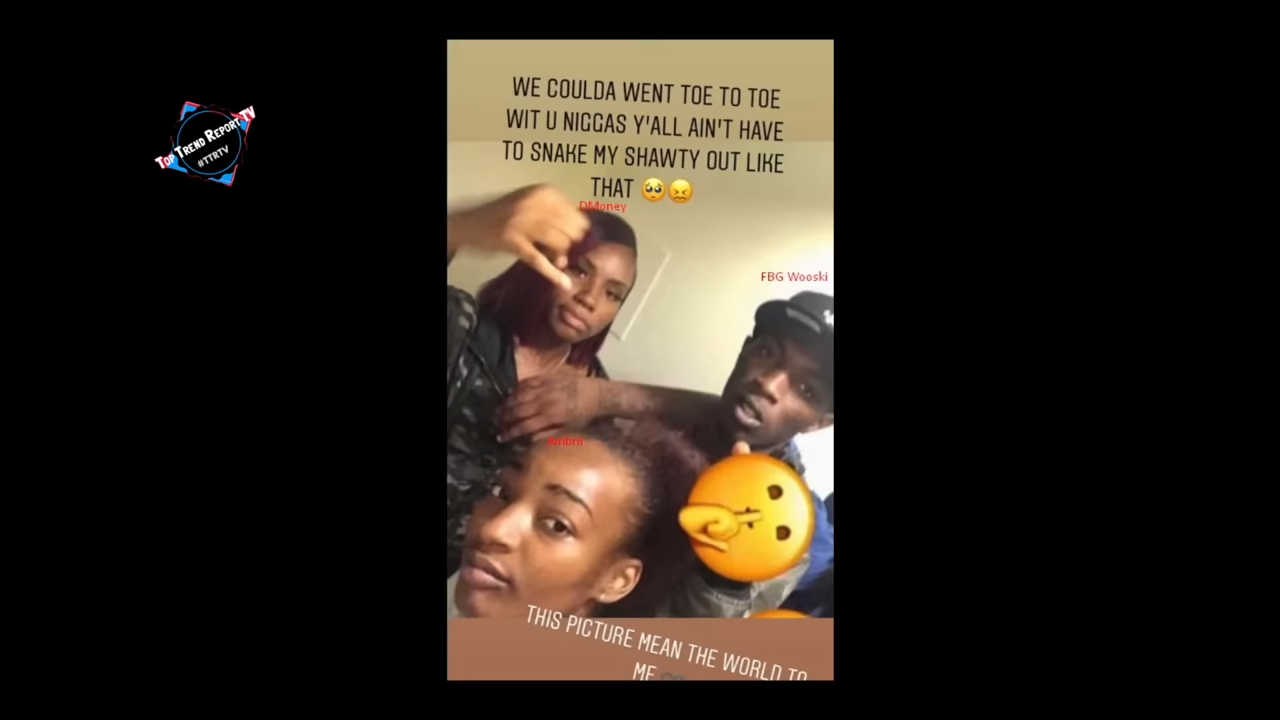 TOP TREND REPORT TV
#TTRTV
WE COULDA WENT TOE TO TOE
WIT U NIGGAS Y'ALL AIN'T HAVE
TO SNAKE MY SHAWTY OUT LIKE
THAT 🥺😖
DMoney
FBG Wooski
THIS PICTURE MEAN THE WORLD TO
ME